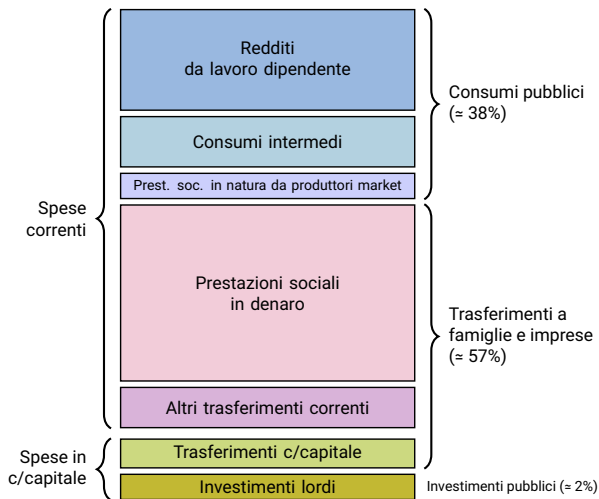 Redditi
da lavoro dipendente
Consumi intermedi
Prest. soc. in natura da produttori market
Prestazioni sociali
in denaro
Altri trasferimenti correnti
Trasferimenti c/capitale
Investimenti lordi
Spese
correnti
Spese in
c/capitale
Consumi pubblici
(≈ 38%)
Trasferimenti a
famiglie e imprese
(≈ 57%)
Investimenti pubblici (≈ 2%)